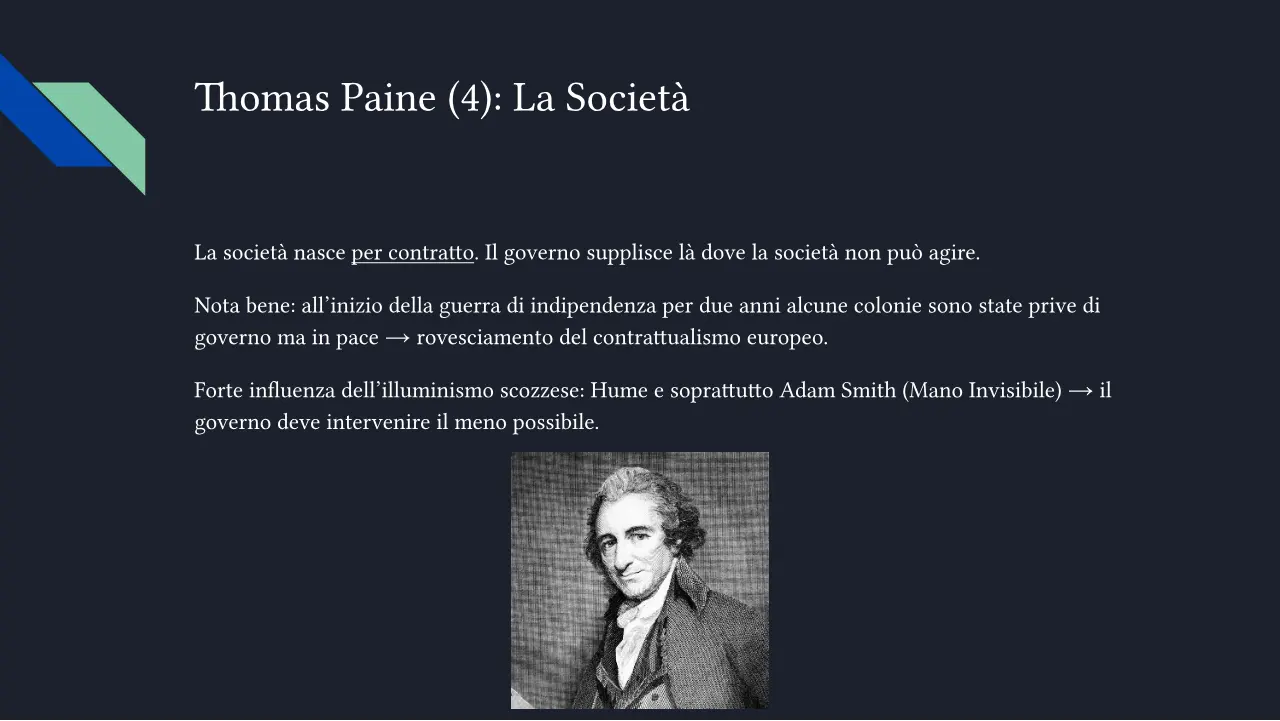 Thomas Paine (4): La Società
La società nasce per contratto. Il governo supplisce là dove la società non può agire.
Nota bene: all’inizio della guerra di indipendenza per due anni alcune colonie sono state prive di
governo ma in pace → rovesciamento del contrattualismo europeo.
Forte influenza dell’illuminismo scozzese: Hume e soprattutto Adam Smith (Mano Invisibile) → il
governo deve intervenire il meno possibile.